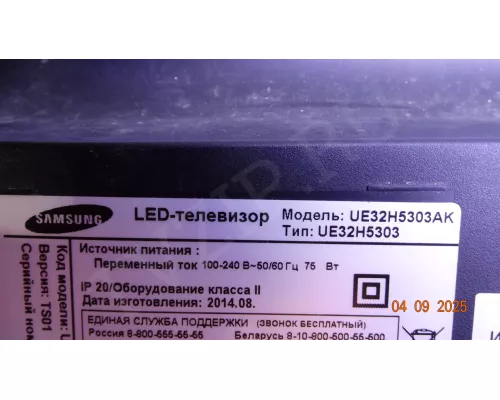 SAMSUNG
LED-телевизор
Модель: UE32H5303AK
Тип: UE32H5303
Источник питания :
Переменный ток 100-240 В~50/60 Гц 75 Вт
IP 20/Оборудование класса II
Дата изготовления: 2014.08.
04 09 2025
ЕДИНАЯ СЛУЖБА ПОДДЕРЖКИ (ЗВОНОК БЕСПЛАТНЫЙ)
Россия 8-800-555-55-55 Беларусь 8-10-800-500-55-500
Код модели:
Версия: TS01
Серийный